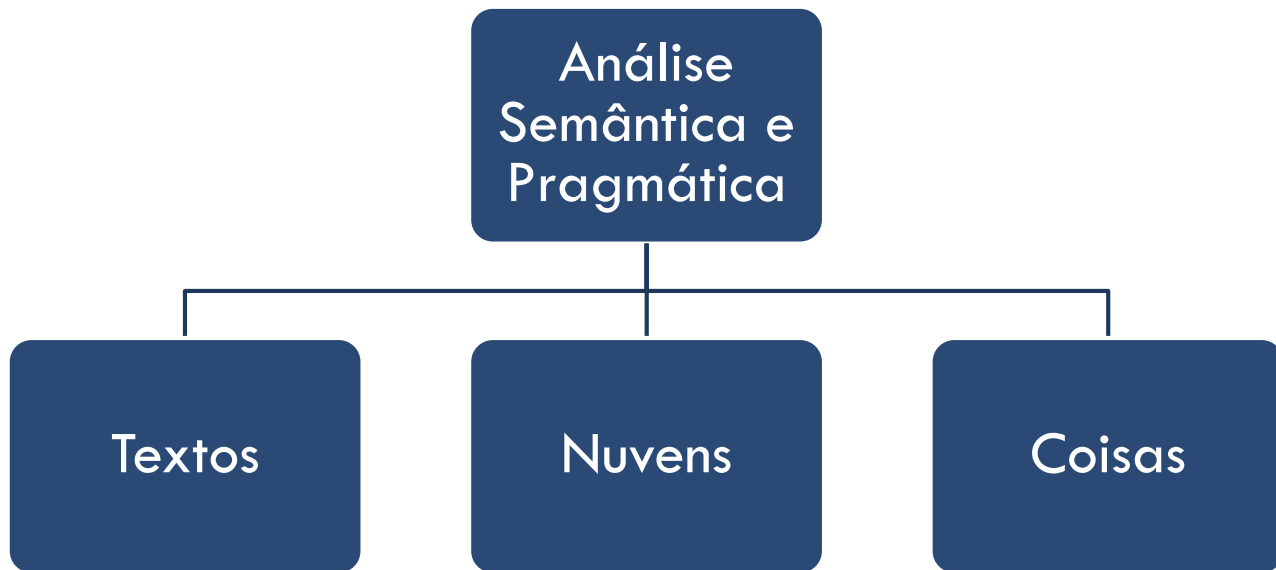 Análise
Semântica e
Pragmática
Textos
Nuvens
Coisas